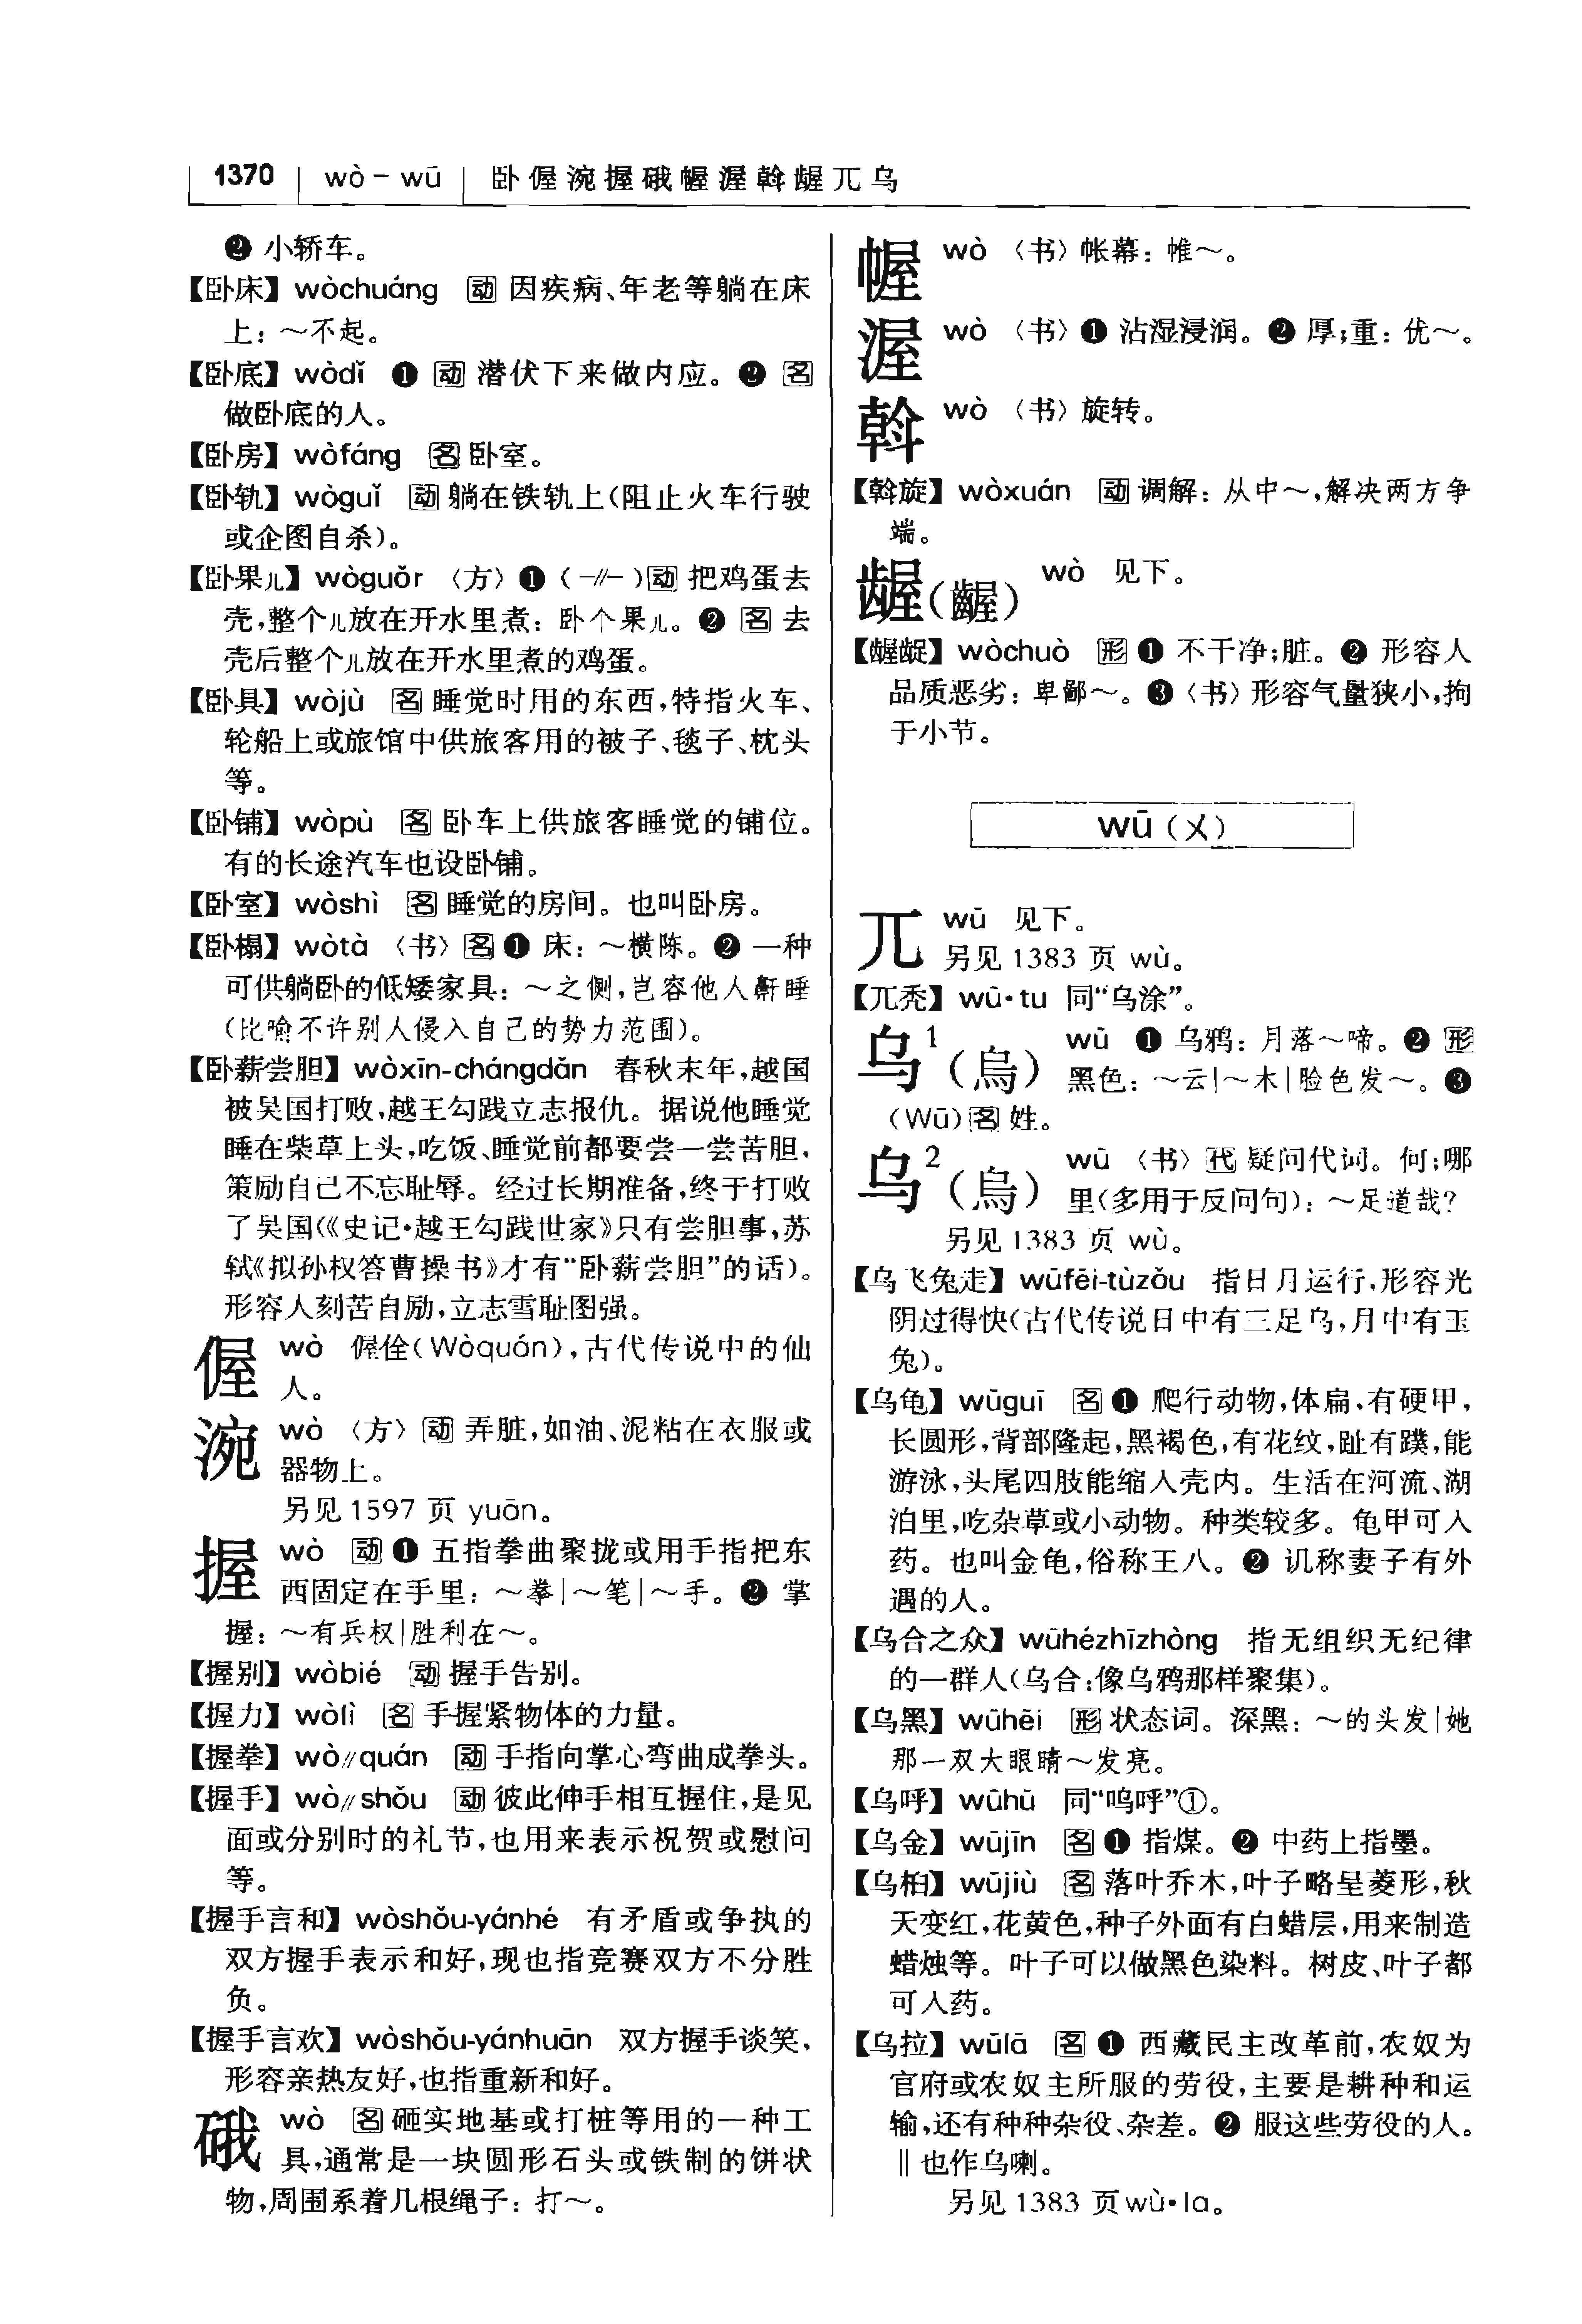 1370 wò－wū 卧偓涴握硪幄渥斡龌兀乌
❷ 小轿车。
【卧床】wòchuáng 动 因疾病、年老等躺在床
上：～不起。
【卧底】wòdǐ ❶ 动 潜伏下来做内应。❷ 名
做卧底的人。
【卧房】wòfáng 名 卧室。
【卧轨】wòguǐ 动 躺在铁轨上（阻止火车行驶
或企图自杀）。
【卧果儿】wòguǒr 〈方〉❶（－∥－）动 把鸡蛋去
壳，整个儿放在开水里煮：卧个果儿。❷ 名 去
壳后整个儿放在开水里煮的鸡蛋。
【卧具】wòjù 名 睡觉时用的东西，特指火车、
轮船上或旅馆中供旅客用的被子、毯子、枕头
等。
【卧铺】wòpù 名 卧车上供旅客睡觉的铺位。
有的长途汽车也设卧铺。
【卧室】wòshì 名 睡觉的房间。也叫卧房。
【卧榻】wòtà 〈书〉名 ❶ 床：～横陈。❷ 一种
可供躺卧的低矮家具：～之侧，岂容他人鼾睡
（比喻不许别人侵入自己的势力范围）。
【卧薪尝胆】wòxīn-chángdǎn 春秋末年，越国
被吴国打败，越王勾践立志报仇。据说他睡觉
睡在柴草上头，吃饭、睡觉前都要尝一尝苦胆，
策励自己不忘耻辱。经过长期准备，终于打败
了吴国（《史记·越王勾践世家》只有尝胆事，苏
轼《拟孙权答曹操书》才有“卧薪尝胆”的话）。
形容人刻苦自励，立志雪耻图强。
偓 wò 偓佺（Wòquán），古代传说中的仙
人。
涴 wò 〈方〉动 弄脏，如油、泥粘在衣服或
器物上。
另见1597页 yuān。
握 wò 动 ❶ 五指拳曲聚拢或用手指把东
西固定在手里：～拳|～笔|～手。❷ 掌
握：～有兵权|胜利在～。
【握别】wòbié 动 握手告别。
【握力】wòlì 名 手握紧物体的力量。
【握拳】wò∥quán 动 手指向掌心弯曲成拳头。
【握手】wò∥shǒu 动 彼此伸手相互握住，是见
面或分别时的礼节，也用来表示祝贺或慰问
等。
【握手言和】wòshǒu-yánhé 有矛盾或争执的
双方握手表示和好，现也指竞赛双方不分胜
负。
【握手言欢】wòshǒu-yánhuān 双方握手谈笑，
形容亲热友好，也指重新和好。
硪 wò 名 砸实地基或打桩等用的一种工
具，通常是一块圆形石头或铁制的饼状
物，周围系着几根绳子：打～。
幄 wò 〈书〉帐幕：帷～。
渥 wò 〈书〉❶ 沾湿浸润。❷ 厚；重：优～。
斡 wò 〈书〉旋转。
【斡旋】wòxuán 动 调解：从中～，解决两方争
端。
龌（齷） wò 见下。
【龌龊】wòchuò 形 ❶ 不干净；脏。❷ 形容人
品质恶劣：卑鄙～。❸〈书〉形容气量狭小，拘
于小节。
wū（ㄨ）
兀 wū 见下。
另见1383页 wù。
【兀秃】wū·tu 同“乌涂”。
乌¹（烏） wū ❶ 乌鸦：月落～啼。❷ 形
黑色：～云|～木|脸色发～。❸
（Wū）名 姓。
乌²（烏） wū 〈书〉代 疑问代词。何；哪
里（多用于反问句）：～足道哉？
另见1383页 wù。
【乌飞兔走】wūfēi-tùzǒu 指日月运行，形容光
阴过得快（古代传说日中有三足乌，月中有玉
兔）。
【乌龟】wūguī 名 ❶ 爬行动物，体扁，有硬甲，
长圆形，背部隆起，黑褐色，有花纹，趾有蹼，能
游泳，头尾四肢能缩入壳内。生活在河流、湖
泊里，吃杂草或小动物。种类较多。龟甲可入
药。也叫金龟，俗称王八。❷ 讥称妻子有外
遇的人。
【乌合之众】wūhézhīzhòng 指无组织无纪律
的一群人（乌合：像乌鸦那样聚集）。
【乌黑】wūhēi 形 状态词。深黑：～的头发|她
那一双大眼睛～发亮。
【乌呼】wūhū 同“呜呼”①。
【乌金】wūjīn 名 ❶ 指煤。❷ 中药上指墨。
【乌桕】wūjiù 名 落叶乔木，叶子略呈菱形，秋
天变红，花黄色，种子外面有白蜡层，用来制造
蜡烛等。叶子可以做黑色染料。树皮、叶子都
可入药。
【乌拉】wūlā 名 ❶ 西藏民主改革前，农奴为
官府或农奴主所服的劳役，主要是耕种和运
输，还有种种杂役、杂差。❷ 服这些劳役的人。
‖也作乌喇。
另见1383页wù·la。